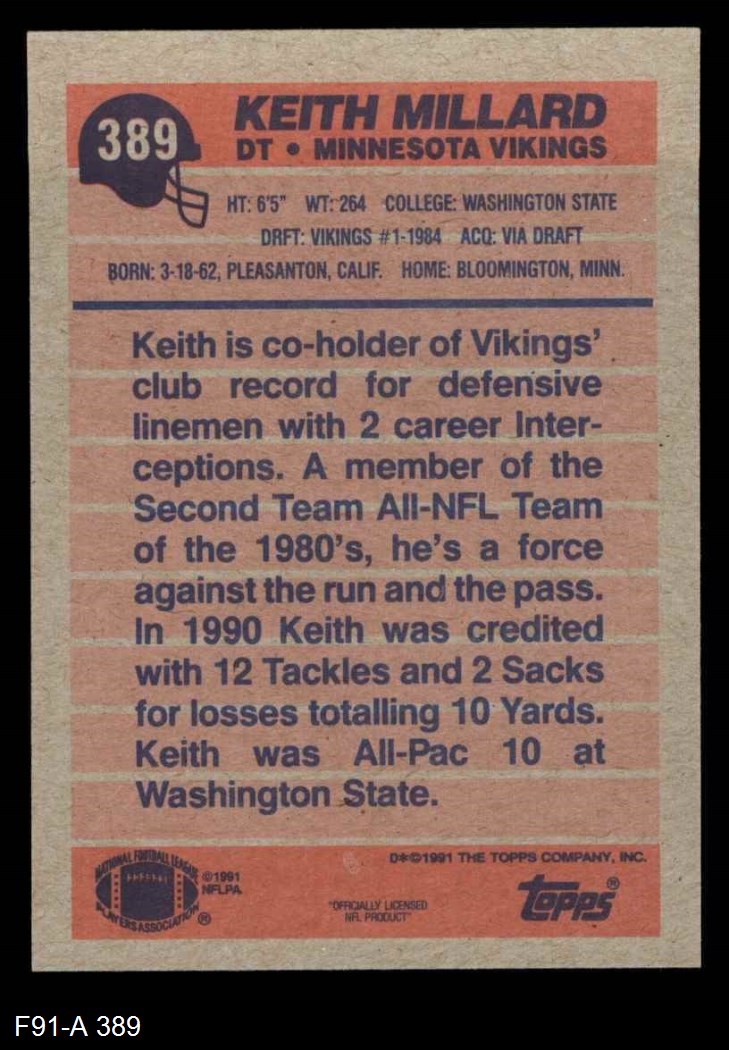 389
KEITH MILLARD
DT • MINNESOTA VIKINGS
HT: 6'5" WT: 264 COLLEGE: WASHINGTON STATE
DRFT: VIKINGS #1-1984 ACQ: VIA DRAFT
BORN: 3-18-62, PLEASANTON, CALIF. HOME: BLOOMINGTON, MINN.
Keith is co-holder of Vikings'
club record for defensive
linemen with 2 career Inter-
ceptions. A member of the
Second Team All-NFL Team
of the 1980's, he's a force
against the run and the pass.
In 1990 Keith was credited
with 12 Tackles and 2 Sacks
for losses totalling 10 Yards.
Keith was All-Pac 10 at
Washington State.
NATIONAL FOOTBALL LEAGUE
PLAYERS ASSOCIATION ®
©1991
NFLPA
D*©1991 THE TOPPS COMPANY, INC.
"OFFICIALLY LICENSED
NFL PRODUCT"
topps®
F91-A 389